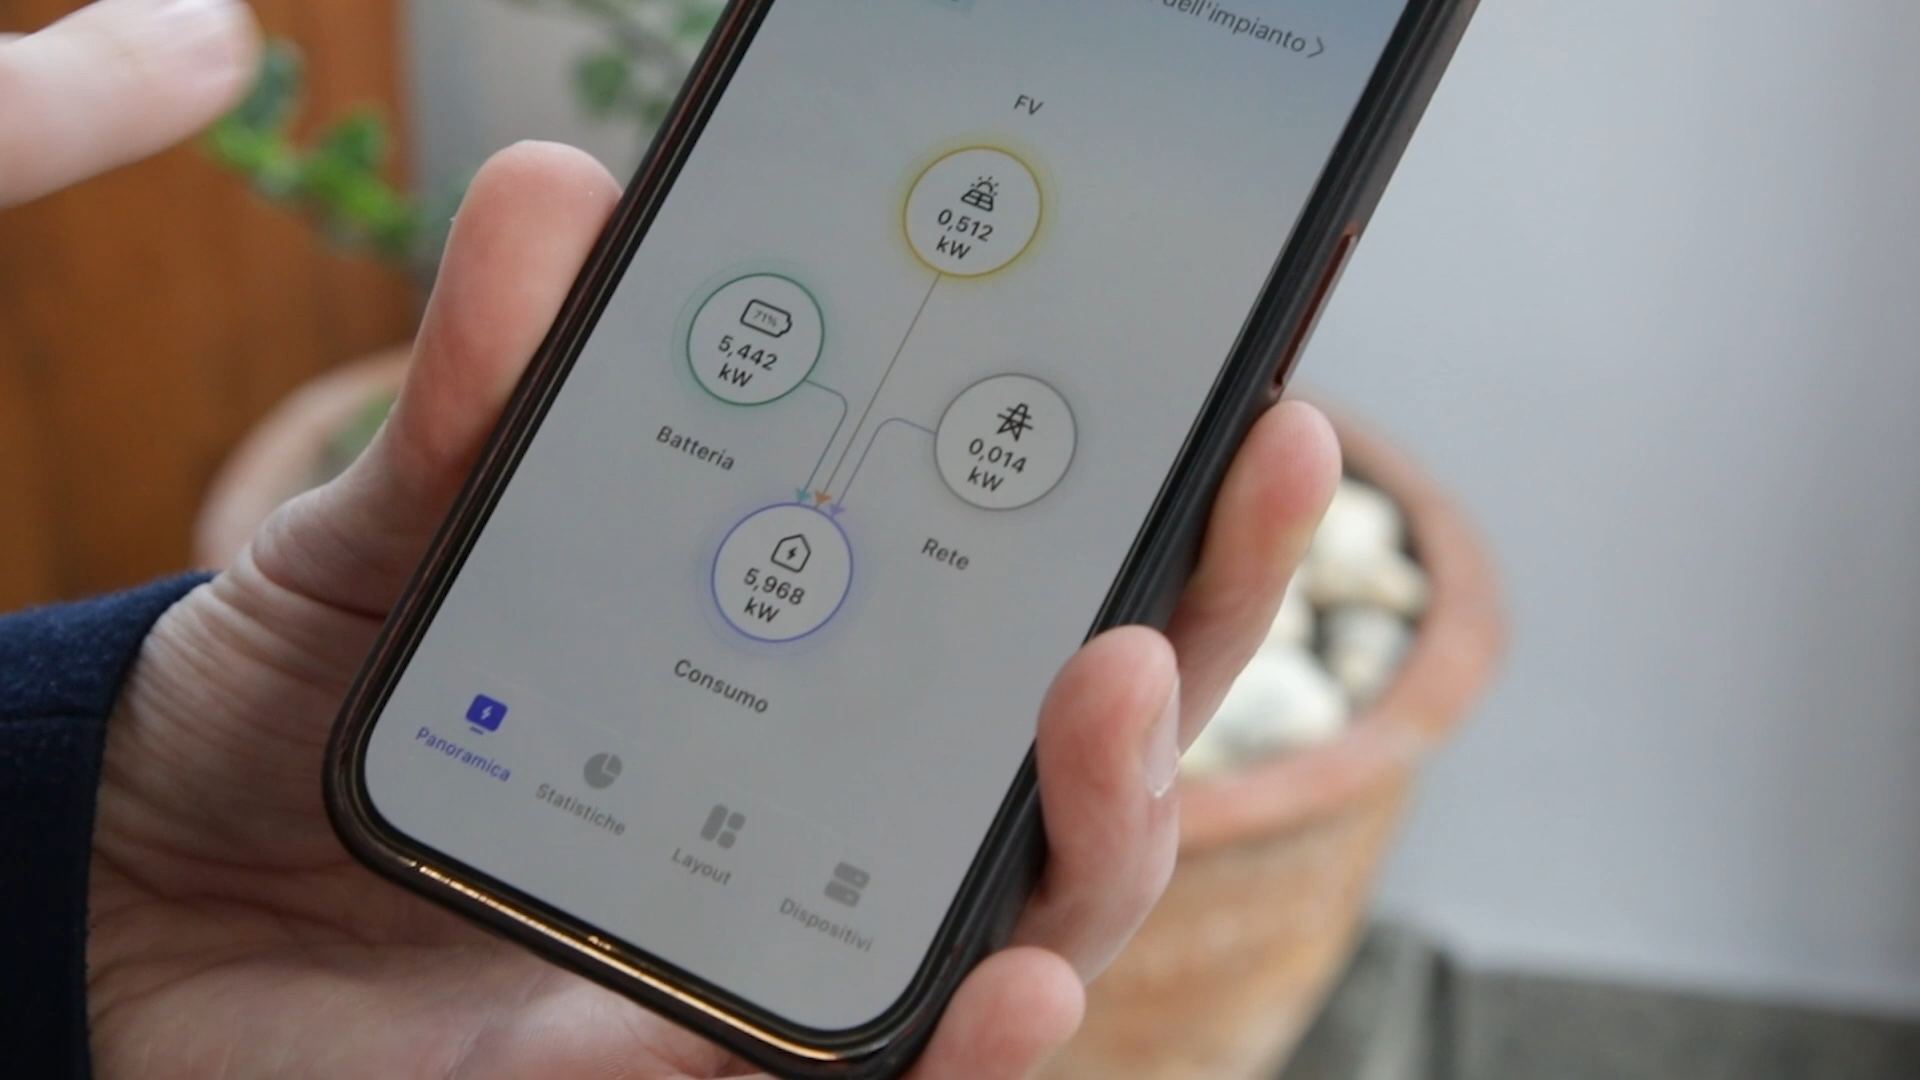 dell'impianto
FV
0,512
kW
71%
5,442
kW
Batteria
0,014
kW
Rete
5,968
kW
Consumo
Panoramica
Statistiche
Layout
Dispositivi